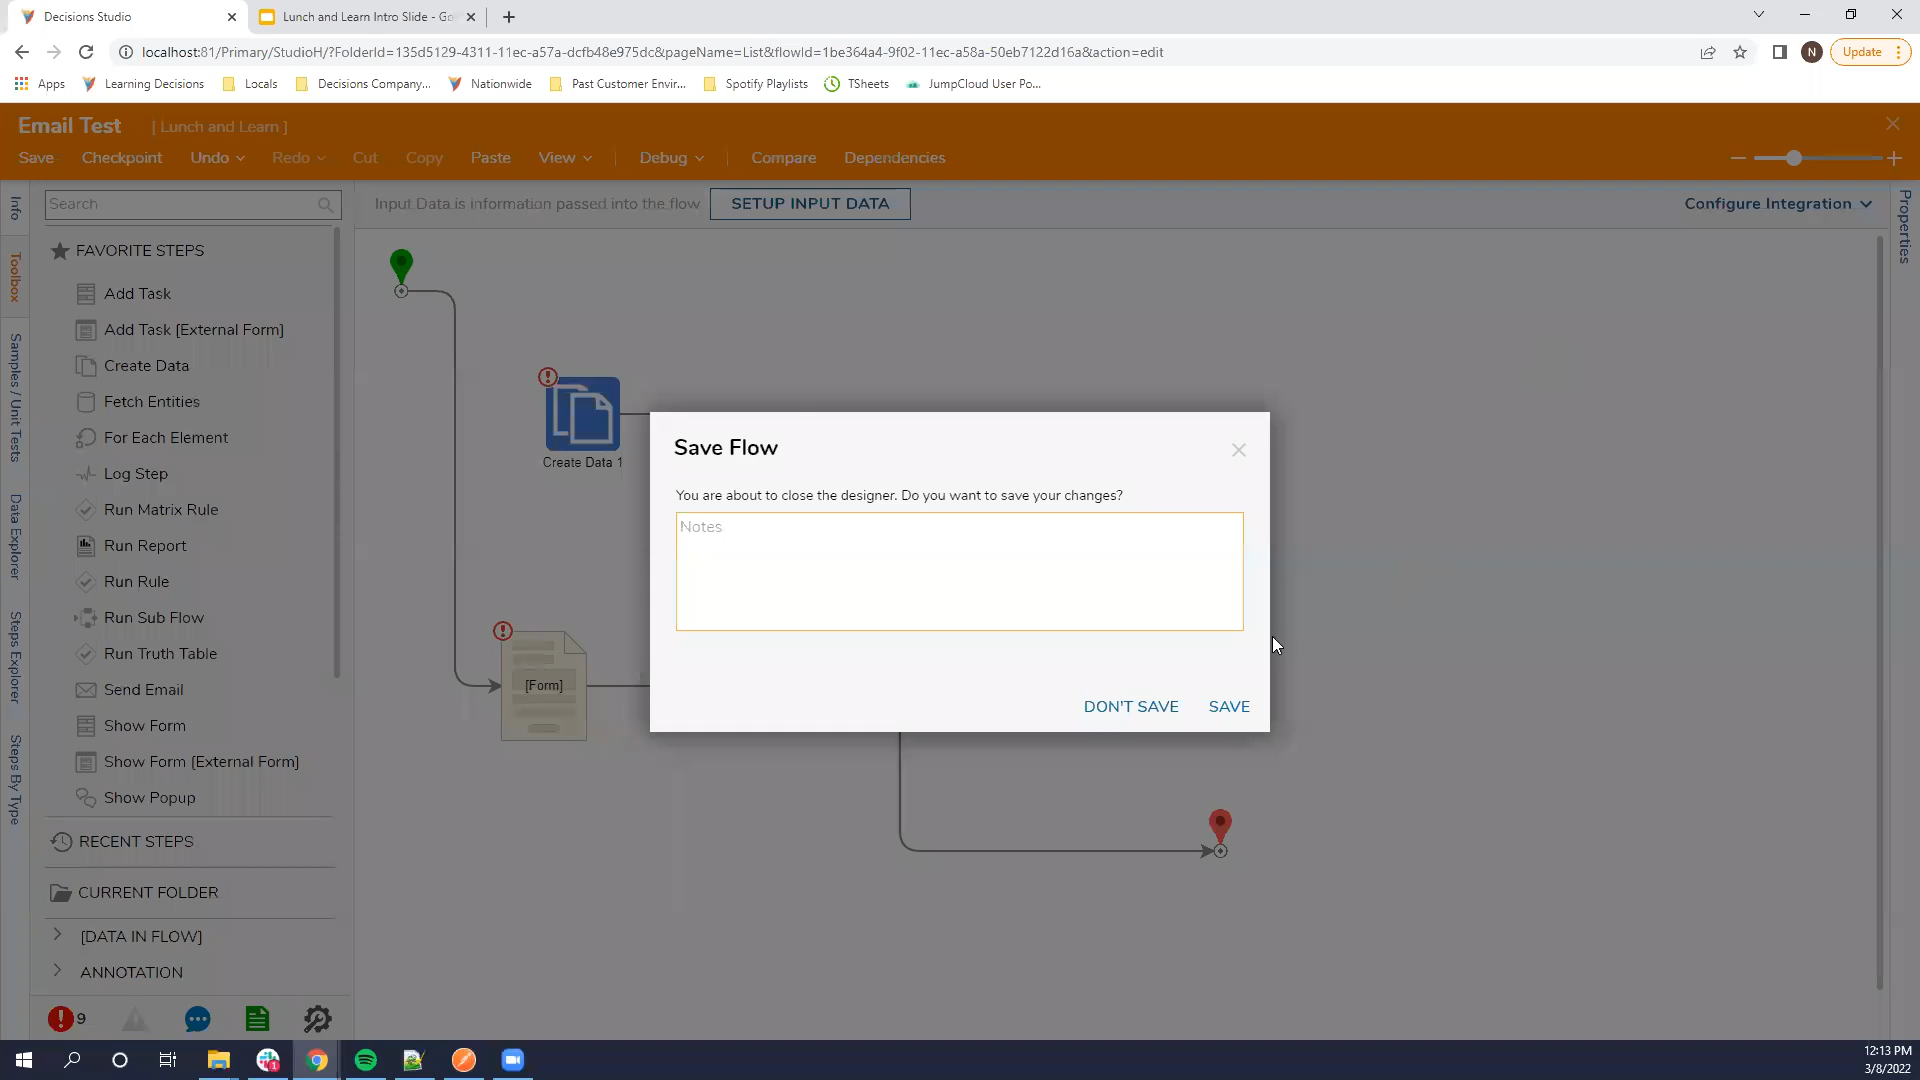 Decisions Studio
Lunch and Learn Intro Slide - Go
localhost:81/Primary/StudioH/?FolderId=135d5129-4311-11ec-a57a-dcfb48e975dc&pageName=List&flowId=1be364a4-9f02-11ec-a58a-50eb7122d16a&action=edit
N
Update
Apps
Learning Decisions
Locals
Decisions Company...
Nationwide
Past Customer Envir...
Spotify Playlists
TSheets
JumpCloud User Po...
Email Test
[ Lunch and Learn ]
Save
Checkpoint
Undo
Redo
Cut
Copy
Paste
View
Debug
Compare
Dependencies
Info
Toolbox
Samples / Unit Tests
Data Explorer
Steps Explorer
Steps By Type
Search
FAVORITE STEPS
Add Task
Add Task [External Form]
Create Data
Fetch Entities
For Each Element
Log Step
Run Matrix Rule
Run Report
Run Rule
Run Sub Flow
Run Truth Table
Send Email
Show Form
Show Form [External Form]
Show Popup
RECENT STEPS
CURRENT FOLDER
[DATA IN FLOW]
ANNOTATION
9
Input Data is information passed into the flow
SETUP INPUT DATA
Configure Integration
Properties
Create Data 1
[Form]
Save Flow
You are about to close the designer. Do you want to save your changes?
Notes
DON'T SAVE
SAVE
1
12:13 PM
3/8/2022